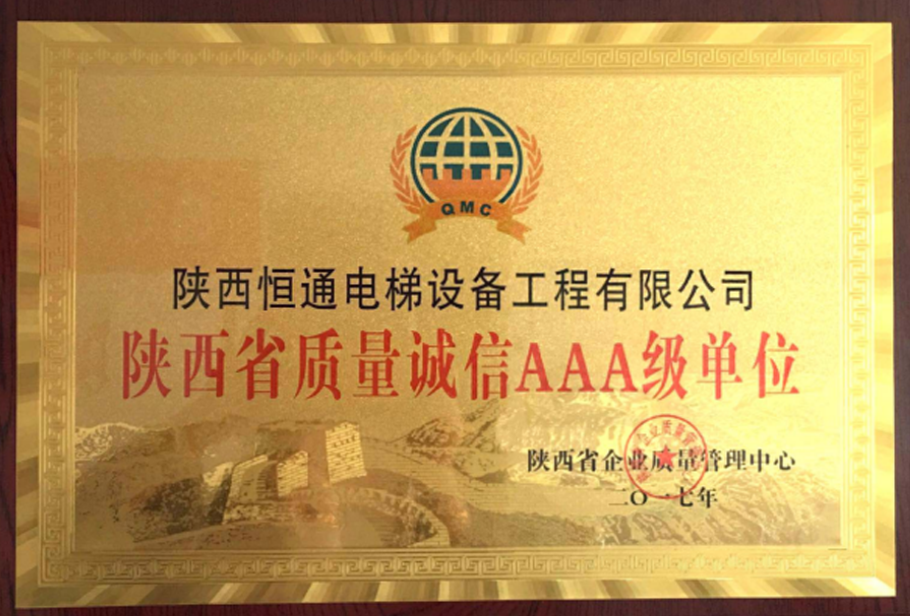 QMC
陕西恒通电梯设备工程有限公司
陕西省质量诚信AAA级单位
陕西省企业质量管理中心
二〇一七年